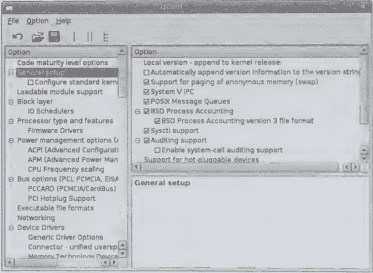 qconf
File Option Help
Option
Code maturity level options
General setup
Configure standard kern
Loadable module support
Block layer
IO Schedulers
Processor type and features
Firmware Drivers
Power management options (A
ACPI (Advanced Configurati
APM (Advanced Power Man
CPU Frequency scaling
Bus options (PCI, PCMCIA, EISA
PCCARD (PCMCIA/CardBus)
PCI Hotplug Support
Executable file formats
Networking
Device Drivers
Generic Driver Options
Connector - unified usersp
Memory Technology Device
Option
Local version - append to kernel release:
Automatically append version information to the version string
Support for paging of anonymous memory (swap)
System V IPC
POSIX Message Queues
BSD Process Accounting
BSD Process Accounting version 3 file format
Sysctl support
Auditing support
Enable system-call auditing support
Support for hot-pluggable devices
General setup